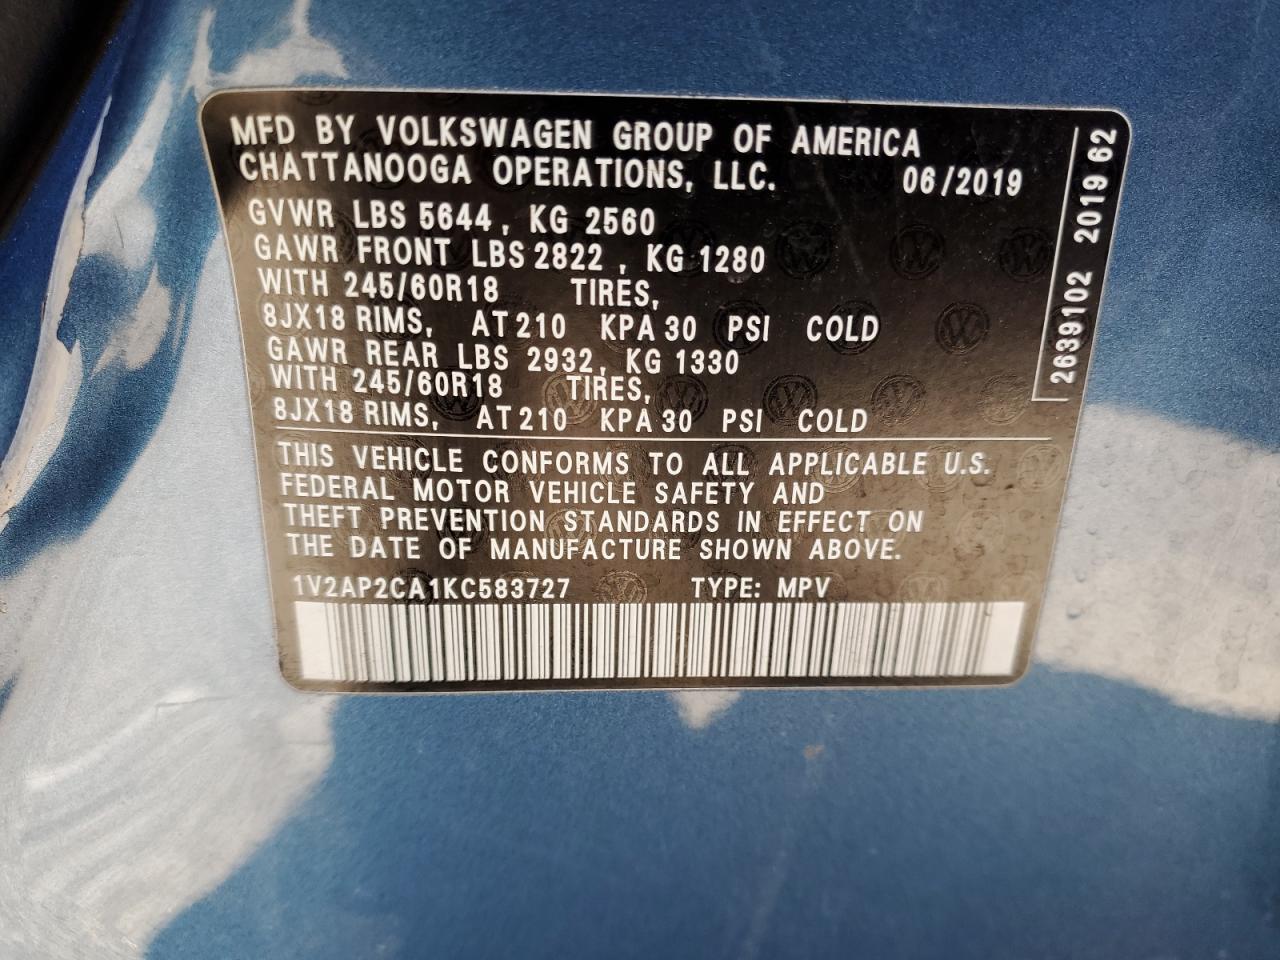 MFD BY VOLKSWAGEN GROUP OF AMERICA
CHATTANOOGA OPERATIONS, LLC. 06/2019
GVWR LBS 5644, KG 2560
GAWR FRONT LBS 2822, KG 1280
WITH 245/60R18 TIRES,
8JX18 RIMS, AT 210 KPA 30 PSI COLD
GAWR REAR LBS 2932, KG 1330
WITH 245/60R18 TIRES,
8JX18 RIMS, AT 210 KPA 30 PSI COLD
THIS VEHICLE CONFORMS TO ALL APPLICABLE U.S.
FEDERAL MOTOR VEHICLE SAFETY AND
THEFT PREVENTION STANDARDS IN EFFECT ON
THE DATE OF MANUFACTURE SHOWN ABOVE.
1V2AP2CA1KC583727 TYPE: MPV
2639102 2019 62